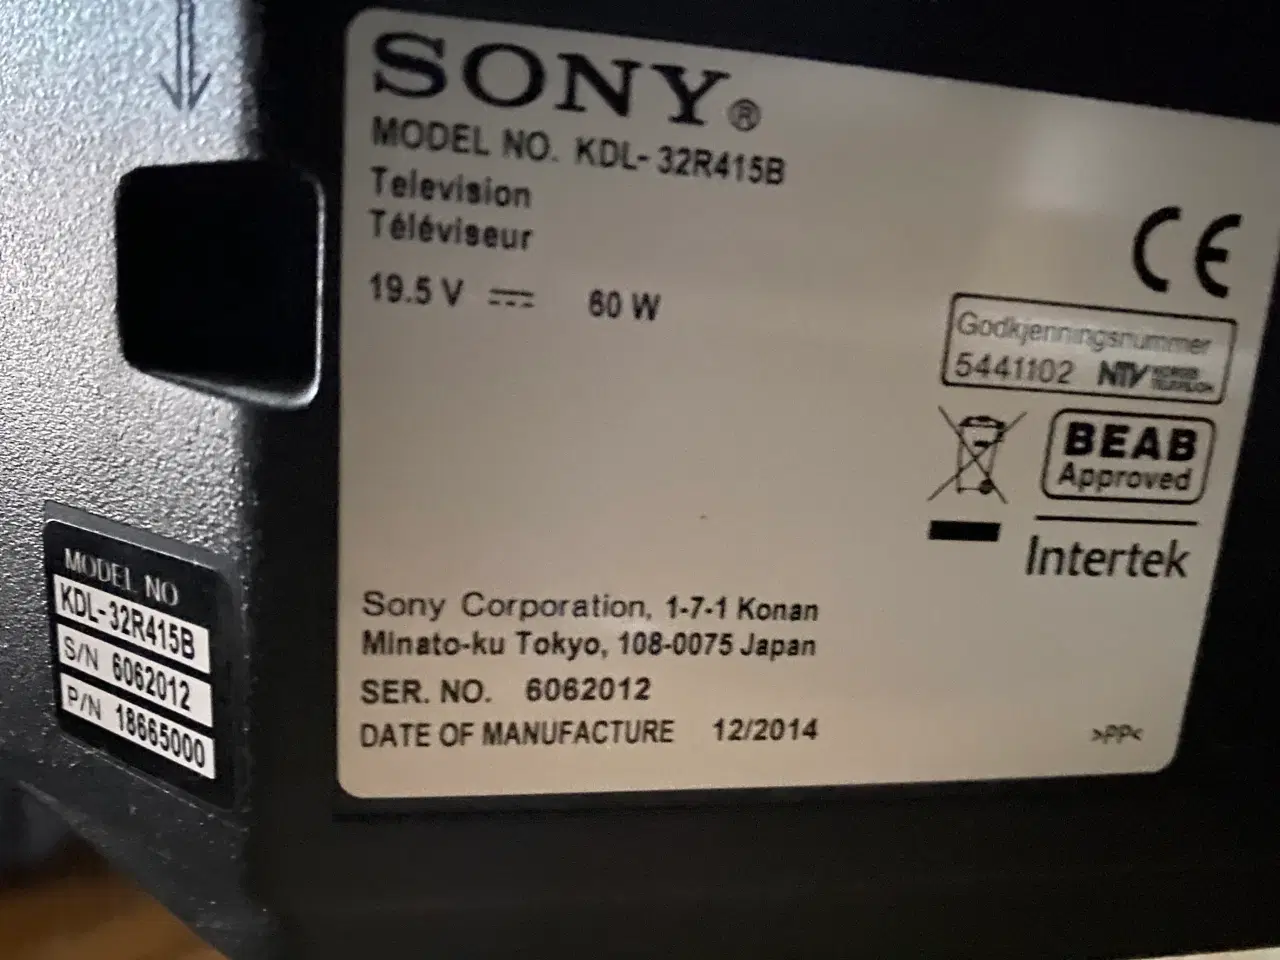 SONY®
MODEL NO. KDL-32R415B
Television
Téléviseur
19.5 V 60 W
CE
Godkjenningsnummer
5441102 NTV NORGES TELEVISJON
BEAB
Approved
Intertek
Sony Corporation, 1-7-1 Konan
Minato-ku Tokyo, 108-0075 Japan
SER. NO. 6062012
DATE OF MANUFACTURE 12/2014
>PP<
MODEL NO
KDL-32R415B
S/N 6062012
P/N 18665000